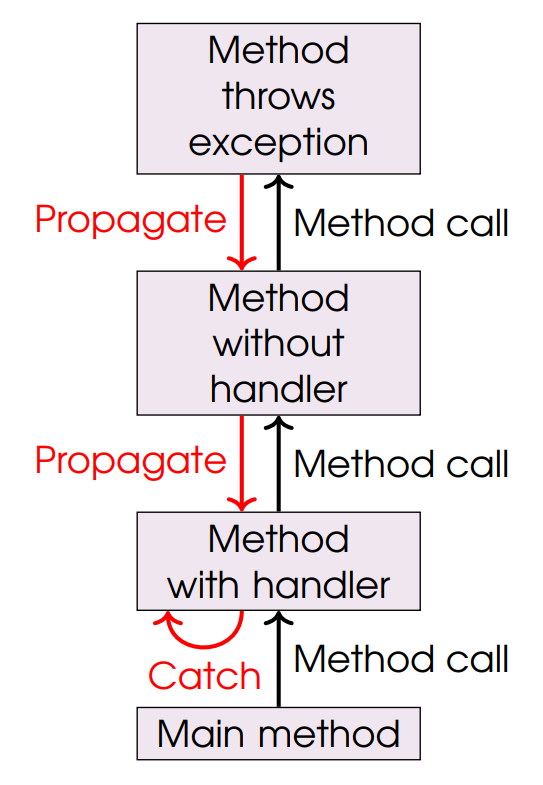 Method
throws
exception
Propagate
Method call
Method
without
handler
Propagate
Method call
Method
with handler
Catch
Method call
Main method